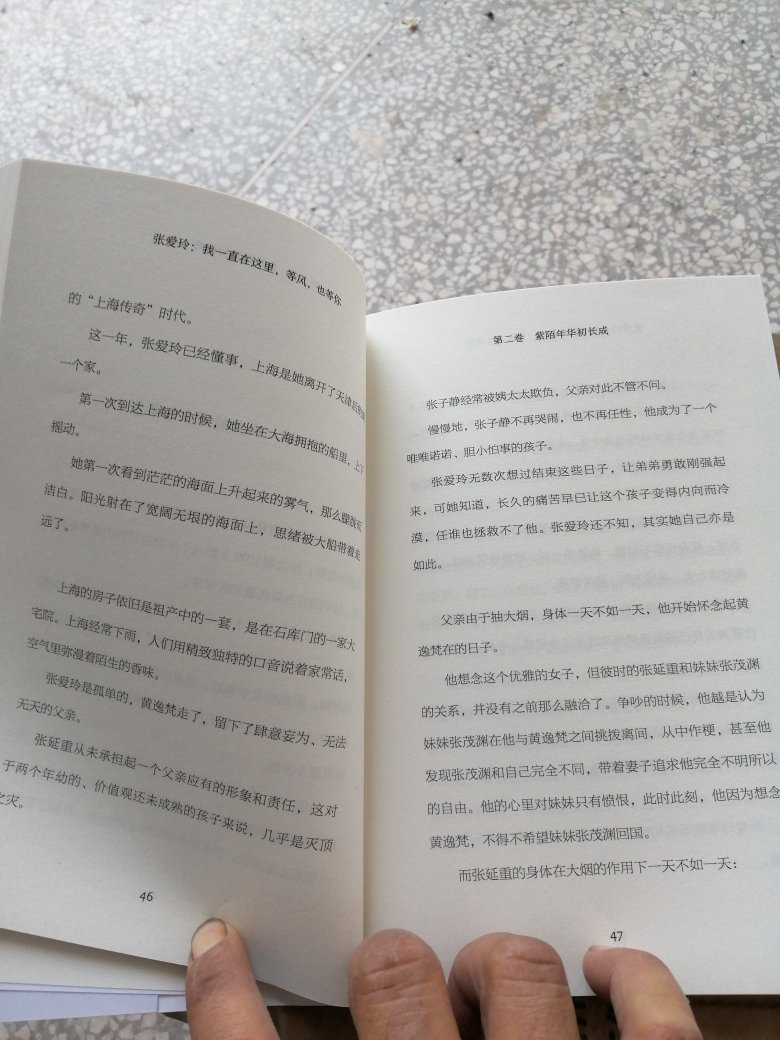 张爱玲：我一直在这里，等风，也等你
的“上海传奇”时代。
这一年，张爱玲已经懂事，上海是她离开了天津后的
一个家。
第一次到达上海的时候，她坐在大海拥抱的船里，上下
摇动。
她第一次看到茫茫的海面上升起来的雾气，那么朦胧而
洁白。阳光射在了宽阔无垠的海面上，思绪被大船带着走
远了。
上海的房子依旧是祖产中的一套，是在石库门的一家大
宅院。上海经常下雨，人们用精致独特的口音说着家常话，
空气里弥漫着陌生的香味。
张爱玲是孤单的，黄逸梵走了，留下了肆意妄为、无法
无天的父亲。
张延重从未承担起一个父亲应有的形象和责任，这对
于两个年幼的、价值观还未成熟的孩子来说，几乎是灭顶
之灾。
46
第二卷 紫陌年华初长成
张子静经常被姨太太欺负，父亲对此不管不问。
慢慢地，张子静不再哭闹，也不再任性，他成为了一个
唯唯诺诺、胆小怕事的孩子。
张爱玲无数次想过结束这些日子，让弟弟勇敢刚强起
来，可她知道，长久的痛苦早已让这个孩子变得内向而冷
漠，任谁也拯救不了他。张爱玲还不知，其实她自己亦是
如此。
父亲由于抽大烟，身体一天不如一天，他开始怀念起黄
逸梵在的日子。
他想念这个优雅的女子，但彼时的张延重和妹妹张茂渊
的关系，并没有之前那么融洽了。争吵的时候，他越是认为
妹妹张茂渊在他与黄逸梵之间挑拨离间，从中作梗，甚至他
发现张茂渊和自己完全不同，带着妻子追求他完全不明所以
的自由。他的心里对妹妹只有愤恨，此时此刻，他因为想念
黄逸梵，不得不希望妹妹张茂渊回国。
而张延重的身体在大烟的作用下一天不如一天；
47